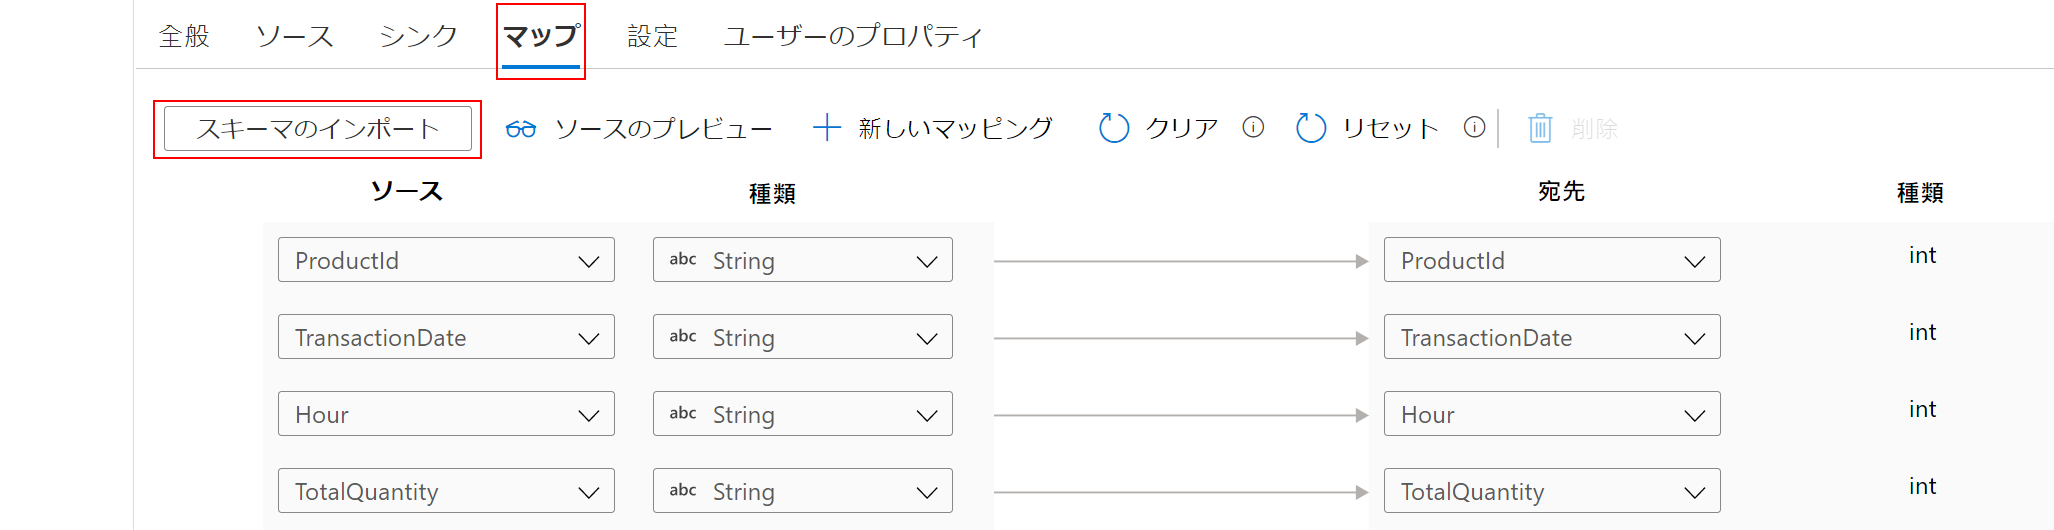 全般 ソース シンク マップ 設定 ユーザーのプロパティ
スキーマのインポート ソースのプレビュー 新しいマッピング クリア リセット 削除
ソース 種類 宛先 種類
ProductId abc String ProductId int
TransactionDate abc String TransactionDate int
Hour abc String Hour int
TotalQuantity abc String TotalQuantity int